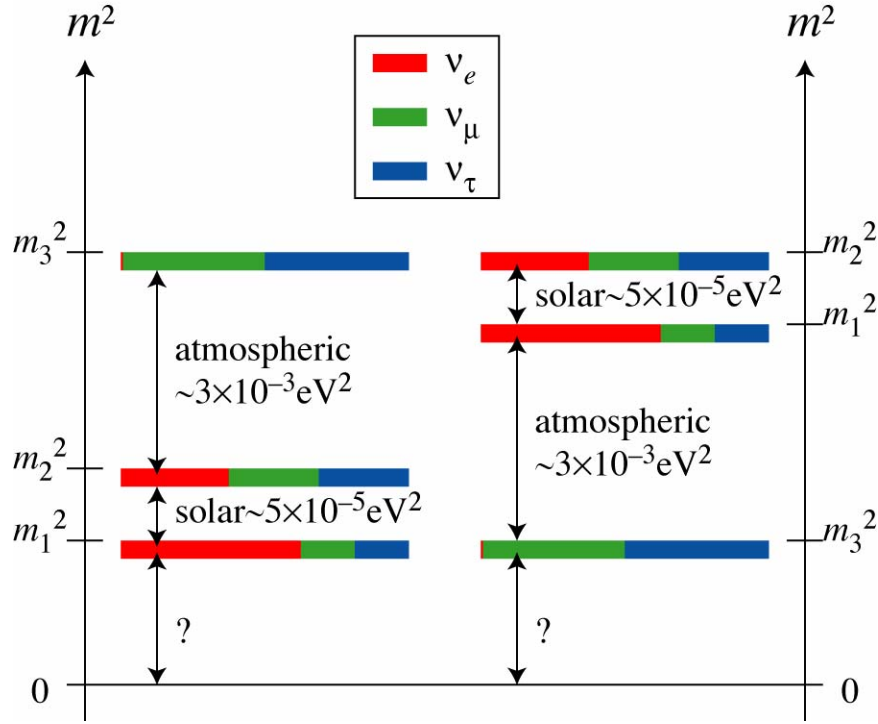 m²
m²
νₑ
ν_μ
ν_τ
m₃²
m₂²
solar~5×10⁻⁵eV²
m₁²
atmospheric
~3×10⁻³eV²
atmospheric
~3×10⁻³eV²
m₂²
solar~5×10⁻⁵eV²
m₁²
m₃²
?
?
0
0